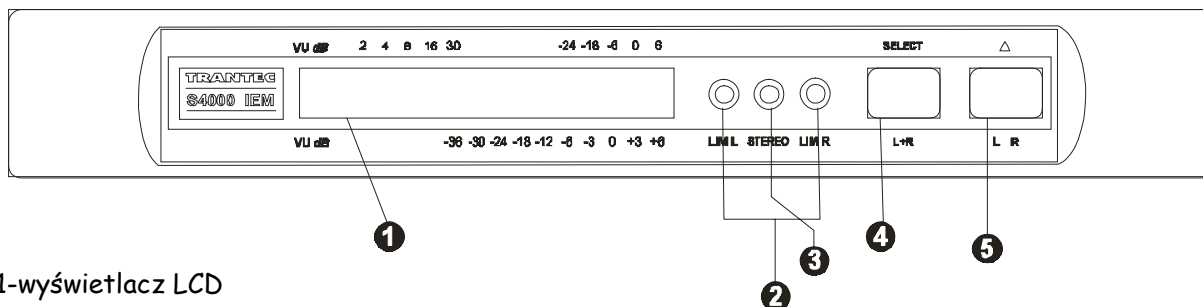 VU dB 2 4 8 16 30 -24 -18 -6 0 6 SELECT △
TRANTEC
S4000 IEM
VU dB -36 -30 -24 -18 -12 -6 -3 0 +3 +6 LIM L STEREO LIM R L+R L R
1 2 3 4 5
1-wyświetlacz LCD